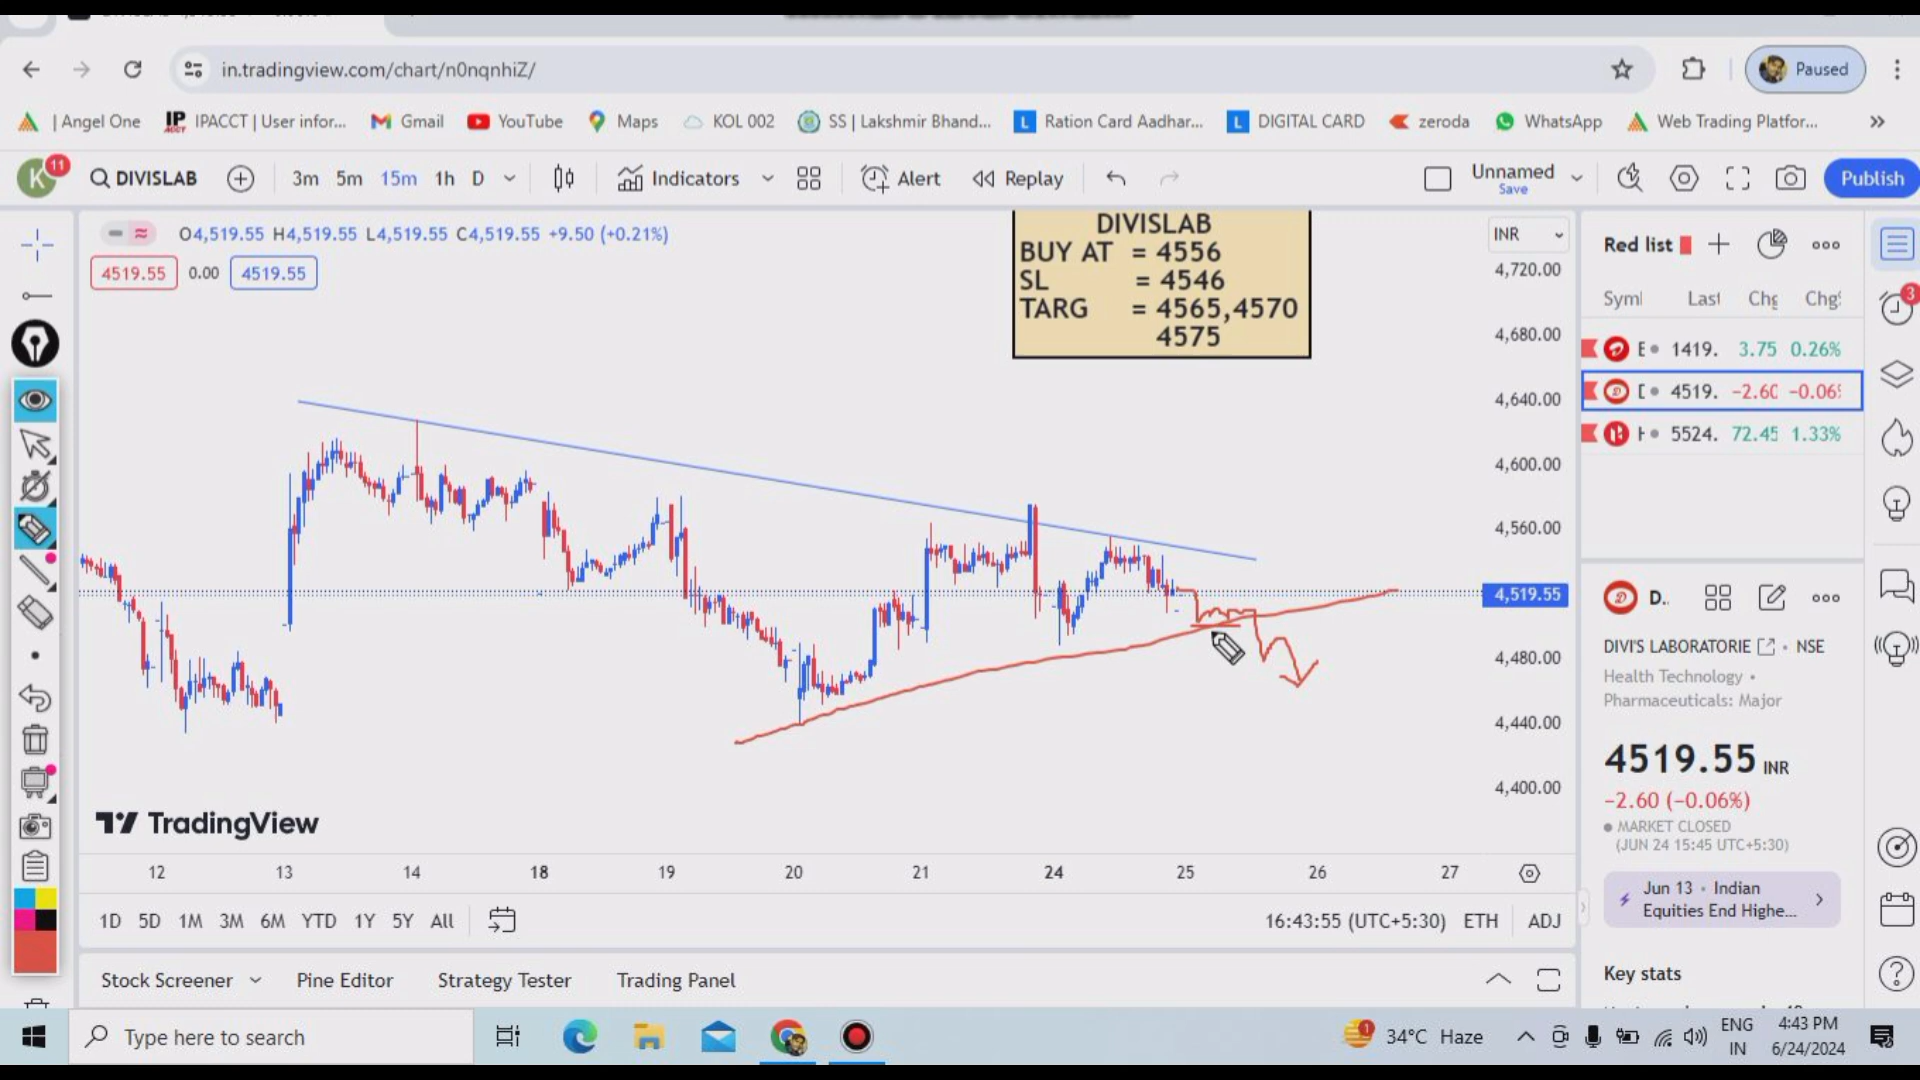 in.tradingview.com/chart/n0nqnhiZ/
Paused
| Angel One IPACCT | User infor... Gmail YouTube Maps KOL 002 SS | Lakshmir Bhand... Ration Card Aadhar... DIGITAL CARD zeroda WhatsApp Web Trading Platfor... »
K 11 DIVISLAB 3m 5m 15m 1h D Indicators Alert Replay Unnamed Publish
Save
O4,519.55 H4,519.55 L4,519.55 C4,519.55 +9.50 (+0.21%)
4519.55 0.00 4519.55
DIVISLAB
BUY AT = 4556
SL = 4546
TARG = 4565,4570
4575
INR
4,720.00
4,680.00
4,640.00
4,600.00
4,560.00
4,519.55
4,480.00
4,440.00
4,400.00
TradingView
12 13 14 18 19 20 21 24 25 26 27
1D 5D 1M 3M 6M YTD 1Y 5Y All 16:43:55 (UTC+5:30) ETH ADJ
Stock Screener Pine Editor Strategy Tester Trading Panel
Red list
Last Chg
1419. 3.75 0.26%
4519. −2.60 −0.06
5524. 72.45 1.33%
3
D..
DIVI'S LABORATORIE • NSE
Health Technology •
Pharmaceuticals: Major
4519.55 INR
−2.60 (−0.06%)
MARKET CLOSED
(JUN 24 15:45 UTC+5:30)
Jun 13 • Indian
Equities End Highe...
Key stats
Type here to search
1 34°C Haze
ENG
IN
4:43 PM
6/24/2024